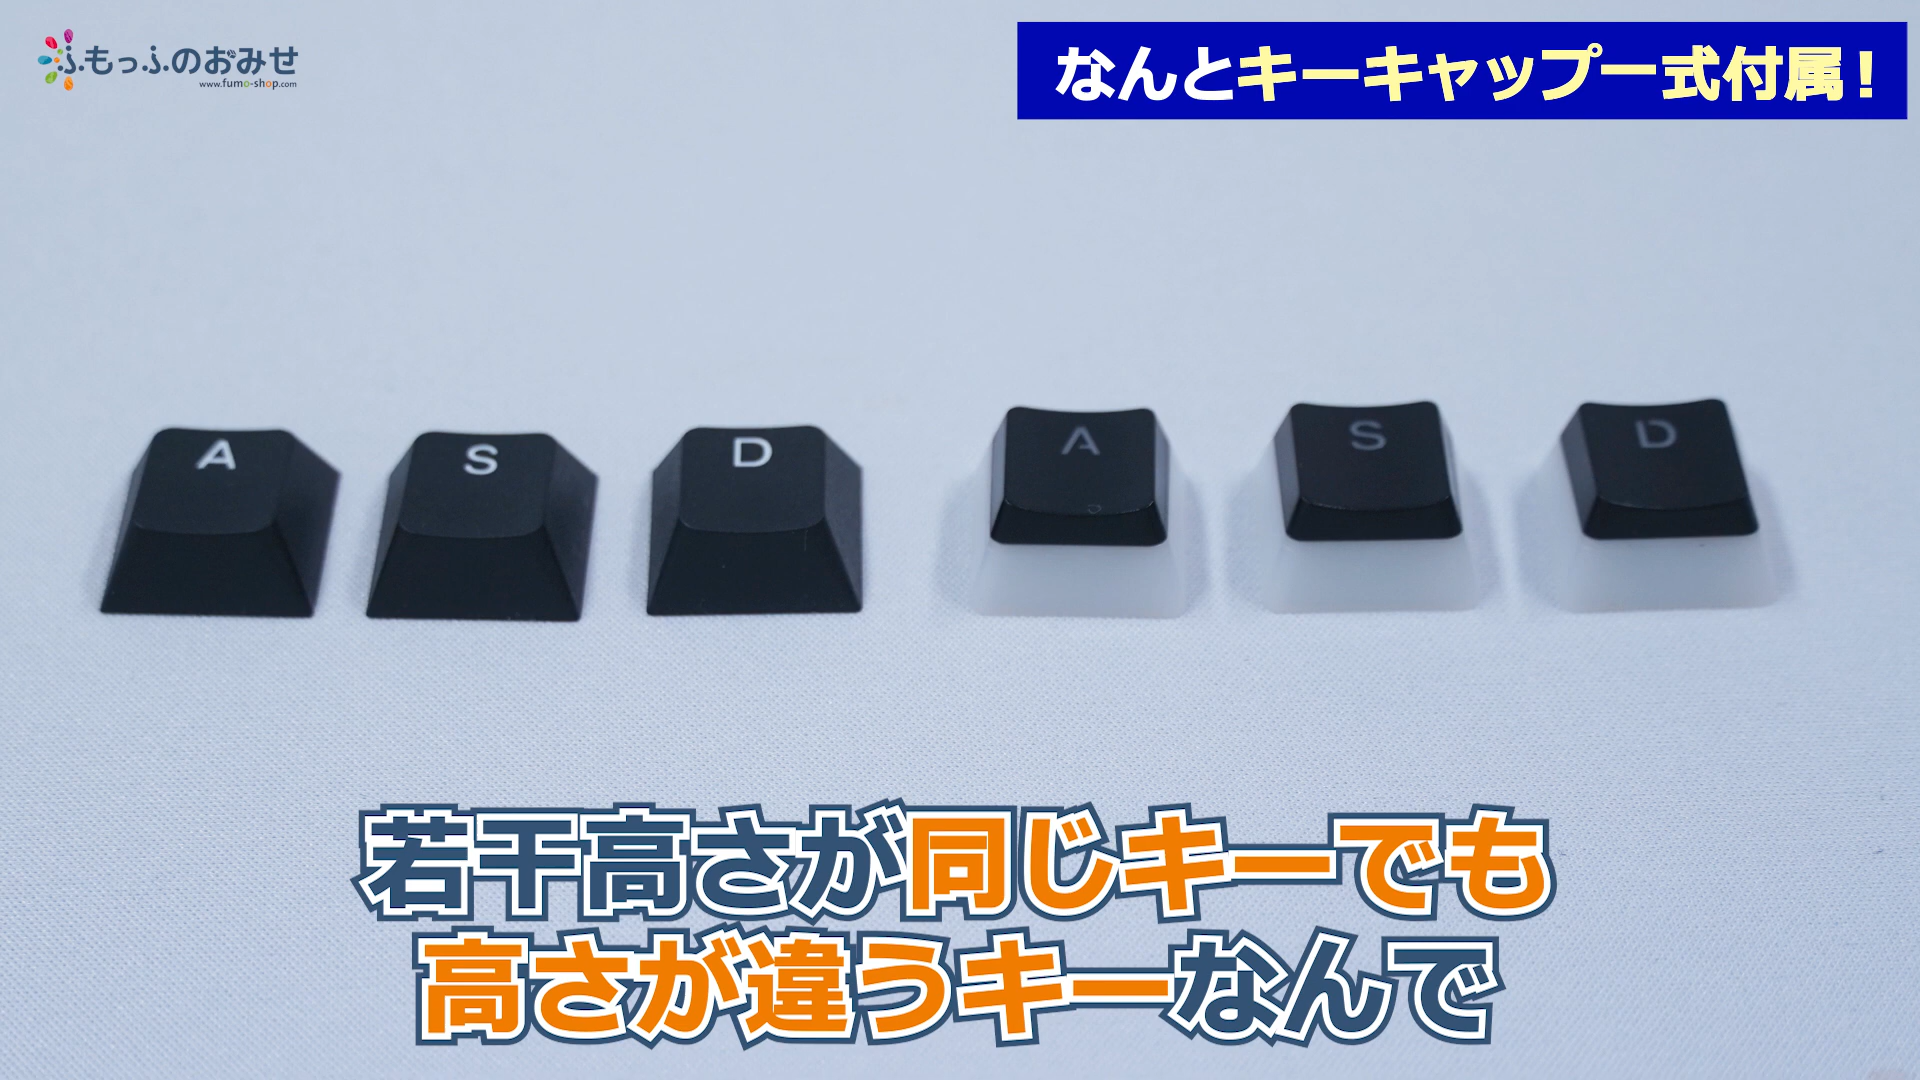 ふもっふのおみせ
www.fumo-shop.com
なんとキーキャップ一式付属！
A S D A S D
若干高さが同じキーでも
高さが違うキーなんで